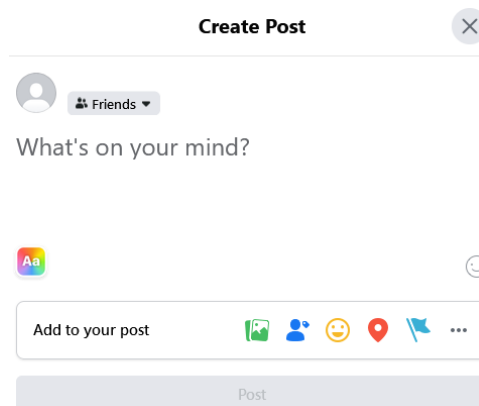 Create Post
Friends
What's on your mind?
Aa
Add to your post
Post